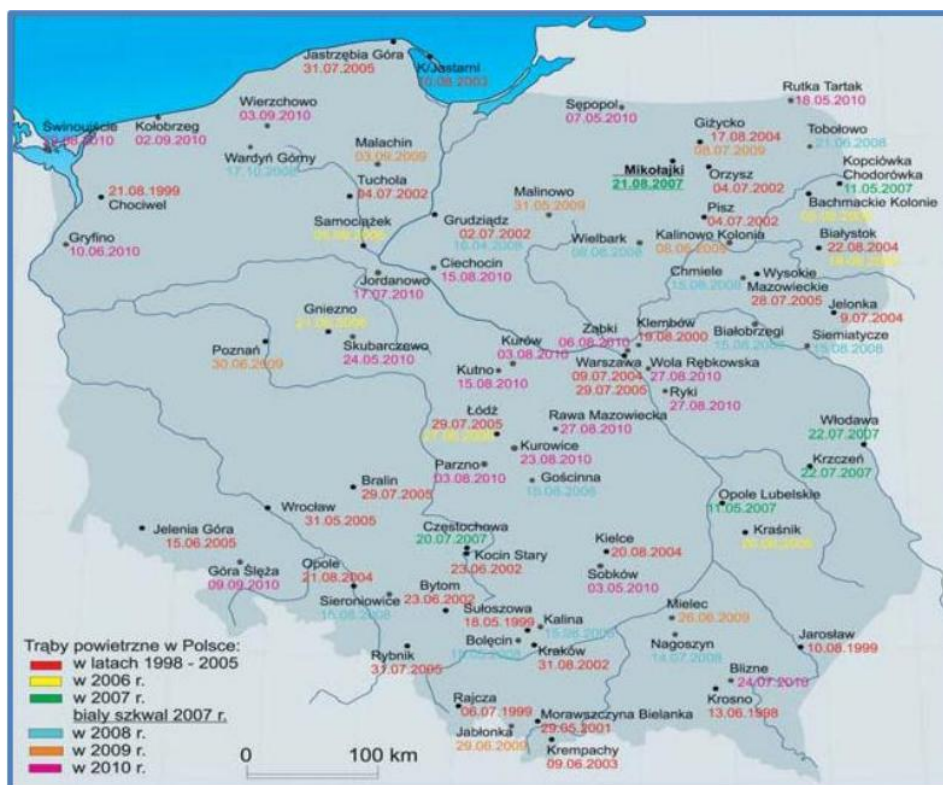 Jastrzębia Góra
31.07.2005
K/Jastarni
10.08.2003
Rutka Tartak
18.05.2010
Wierzchowo
03.09.2010
Sępopol
07.05.2010
Świnoujście
Kołobrzeg
02.09.2010
Giżycko
17.08.2004
08.07.2009
Tobołowo
21.06.2008
Wardyń Górny
17.10.2008
Malachin
03.09.2009
Mikołajki
21.08.2007
Orzysz
04.07.2002
Kopciówka
Chodorówka
11.05.2007
21.08.1999
Chociwel
Tuchola
04.07.2002
Malinowo
31.05.2009
Bachmackie Kolonie
Samociążek
Grudziądz
02.07.2002
16.04.2008
Pisz
04.07.2002
Gryfino
10.06.2010
Wielbark
08.08.2008
Kalinowo Kolonia
08.06.2009
Białystok
22.08.2004
Ciechocin
15.08.2010
Jordanowo
17.07.2010
Chmiele
15.08.2008
Wysokie
Mazowieckie
28.07.2005
Gniezno
Jelonka
9.07.2004
Skubarczewo
24.05.2010
Poznań
30.06.2009
Kurów
03.08.2010
Ząbki
06.08.2010
Klembów
19.08.2000
Białobrzegi
15.08.2008
Siemiatycze
15.08.2008
Kutno
15.08.2010
Warszawa
09.07.2004
29.07.2005
Wola Rębkowska
27.08.2010
Ryki
27.08.2010
Łódź
29.07.2005
Rawa Mazowiecka
27.08.2010
Włodawa
22.07.2007
Kurowice
23.08.2010
Parzno
03.08.2010
Gościnna
Krzczeń
22.07.2007
Bralin
29.07.2005
Wrocław
31.05.2005
Opole Lubelskie
11.05.2007
Jelenia Góra
15.06.2005
Częstochowa
20.07.2007
Kraśnik
Kocin Stary
23.06.2002
Kielce
20.08.2004
Góra Ślęża
09.09.2010
Opole
21.08.2004
Sobków
03.05.2010
Sieroniowice
15.08.2008
Bytom
23.06.2002
Sułoszowa
18.05.1999
Kalina
Mielec
26.06.2009
Bolęcin
Kraków
31.08.2002
Nagoszyn
14.07.2008
Jarosław
10.08.1999
Rybnik
31.07.2005
Blizne
24.07.2010
Krosno
13.06.1998
Rajcza
06.07.1999
Morawszczyna Bielanka
29.05.2001
Jabłonka
29.06.2009
Krempachy
09.06.2003
Trąby powietrzne w Polsce:
w latach 1998 - 2005
w 2006 r.
w 2007 r.
biały szkwał 2007 r.
w 2008 r.
w 2009 r.
w 2010 r.
0 100 km